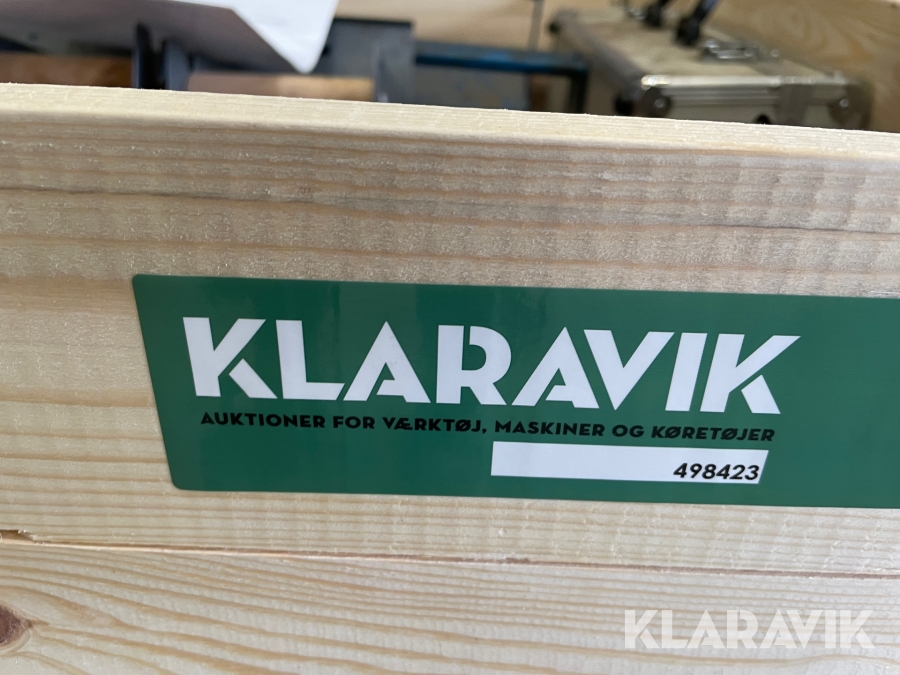 KLARAVIK
AUKTIONER FOR VÆRKTØJ, MASKINER OG KØRETØJER
498423
KLARAVIK